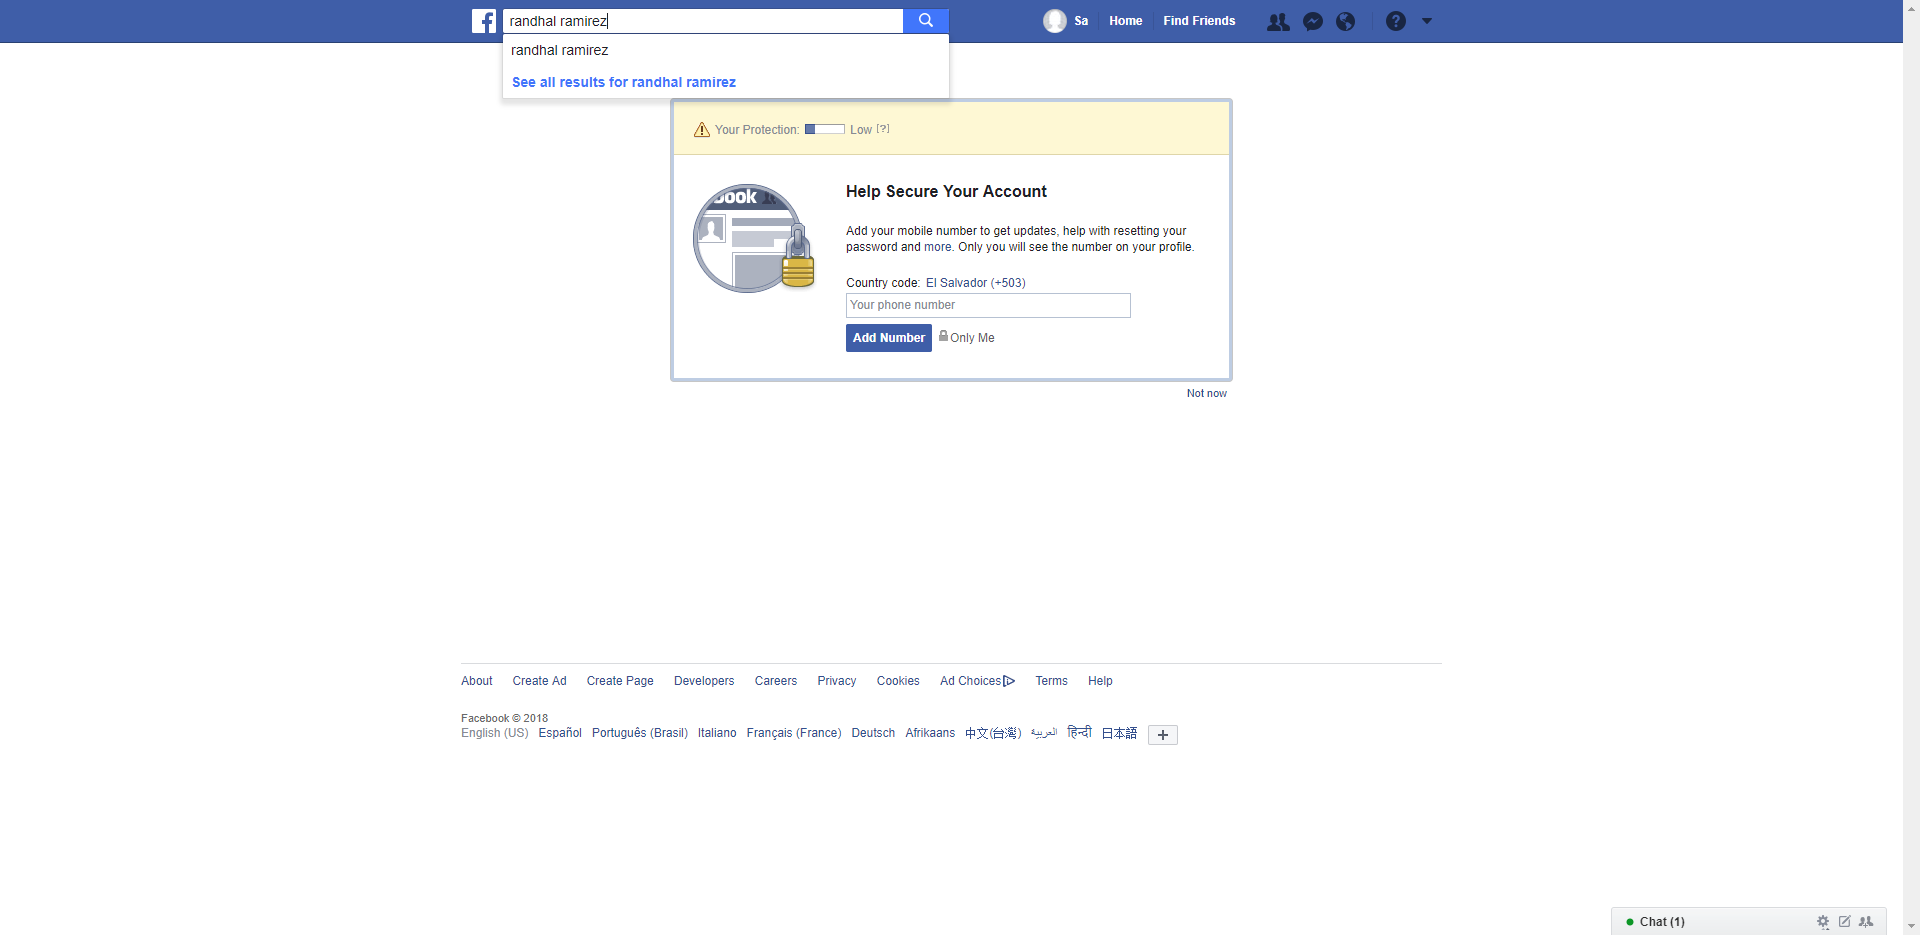 randhal ramirez
Sa Home Find Friends
randhal ramirez
See all results for randhal ramirez
Your Protection: Low [?]
book
Help Secure Your Account
Add your mobile number to get updates, help with resetting your
password and more. Only you will see the number on your profile.
Country code: El Salvador (+503)
Your phone number
Add Number Only Me
Not now
About Create Ad Create Page Developers Careers Privacy Cookies Ad Choices Terms Help
Facebook © 2018
English (US) Español Português (Brasil) Italiano Français (France) Deutsch Afrikaans 中文(台灣) العربية हिन्दी 日本語 +
Chat (1)